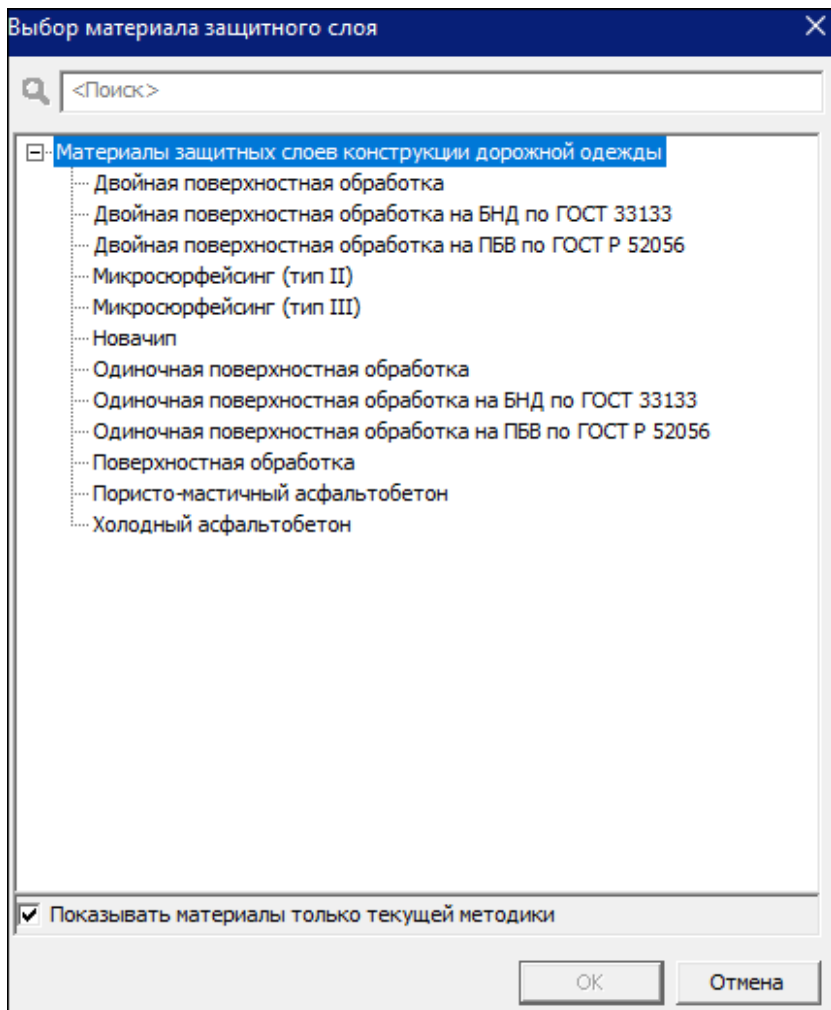 Выбор материала защитного слоя
<Поиск>
Материалы защитных слоев конструкции дорожной одежды
Двойная поверхностная обработка
Двойная поверхностная обработка на БНД по ГОСТ 33133
Двойная поверхностная обработка на ПБВ по ГОСТ Р 52056
Микросюрфейсинг (тип II)
Микросюрфейсинг (тип III)
Новачип
Одиночная поверхностная обработка
Одиночная поверхностная обработка на БНД по ГОСТ 33133
Одиночная поверхностная обработка на ПБВ по ГОСТ Р 52056
Поверхностная обработка
Пористо-мастичный асфальтобетон
Холодный асфальтобетон
Показывать материалы только текущей методики
ОК
Отмена